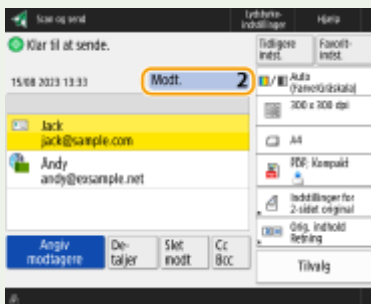 Scan og send
Lydstyrke-
indstillinger
Hjælp
Klar til at sende.
Tidligere
indst.
Favorit-
indst.
15/08 2023 13:33
Modt.
2
Auto
(Farve/Gråskala)
300 x 300 dpi
Jack
jack@sample.com
A4
Andy
andy@exsample.net
PDF; Kompakt
Indstillinger for
2-sidet original
Orig. indhold
Retning
Angiv
modtagere
De-
taljer
Slet
modt
Cc
Bcc
Tilvalg